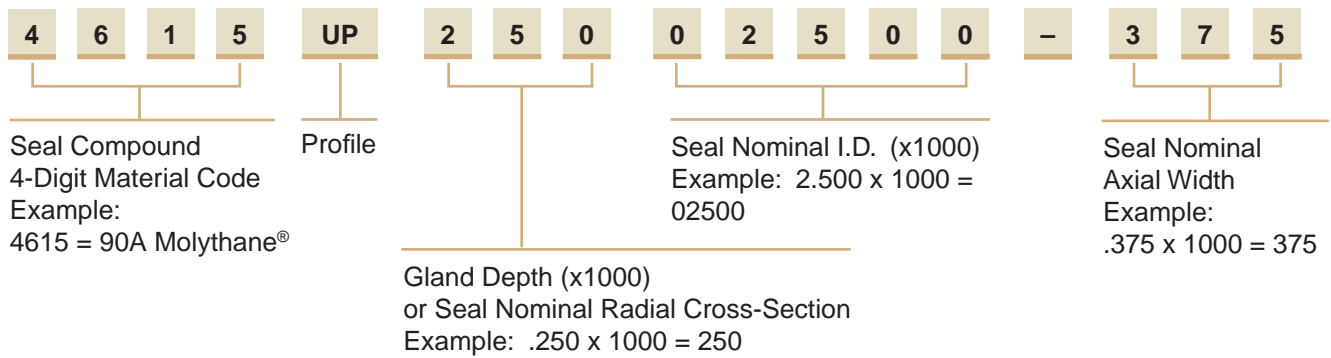 4 6 1 5 UP 2 5 0 0 2 5 0 0 – 3 7 5
Seal Compound
4-Digit Material Code
Example:
4615 = 90A Molythane®
Profile
Gland Depth (x1000)
or Seal Nominal Radial Cross-Section
Example: .250 x 1000 = 250
Seal Nominal I.D. (x1000)
Example: 2.500 x 1000 =
02500
Seal Nominal
Axial Width
Example:
.375 x 1000 = 375